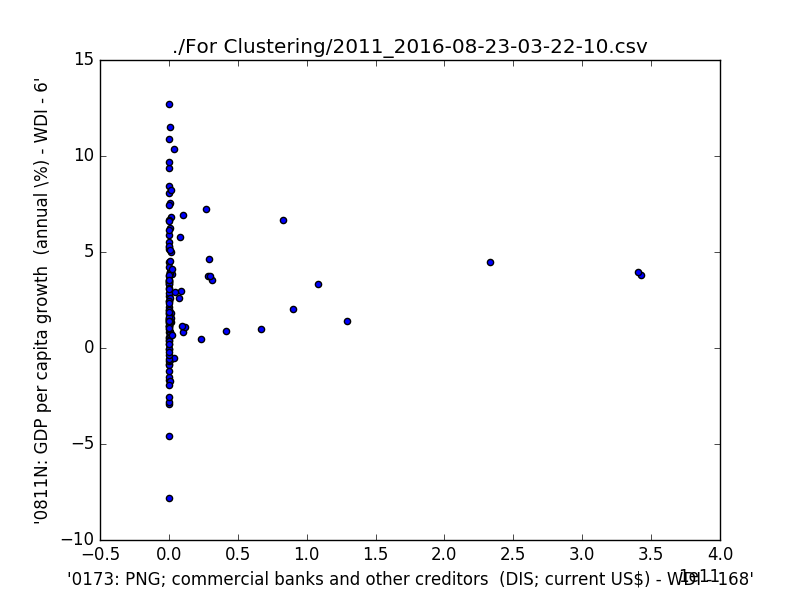 ./For Clustering/2011_2016-08-23-03-22-10.csv
'0811N: GDP per capita growth  (annual \%) - WDI - 6'
15
10
5
0
−5
−10
−0.5 0.0 0.5 1.0 1.5 2.0 2.5 3.0 3.5 4.0
1e11
'0173: PNG; commercial banks and other creditors  (DIS; current US$) - WDI - 168'